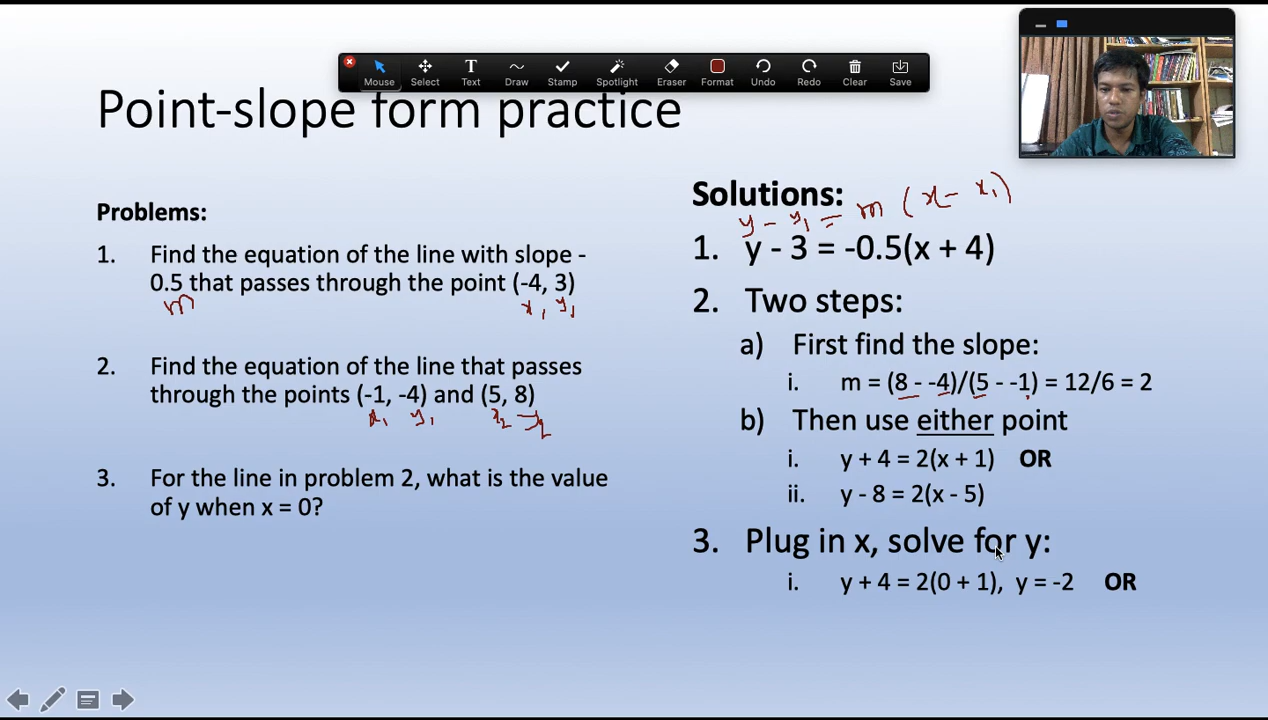 Mouse Select Text Draw Stamp Spotlight Eraser Format Undo Redo Clear Save
Point-slope form practice
Problems:
1. Find the equation of the line with slope -
0.5 that passes through the point (-4, 3)
m x₁ y₁
2. Find the equation of the line that passes
through the points (-1, -4) and (5, 8)
x₁ y₁ x₂ y₂
3. For the line in problem 2, what is the value
of y when x = 0?
Solutions:
y - y₁ = m (x - x₁)
1. y - 3 = -0.5(x + 4)
2. Two steps:
a) First find the slope:
i. m = (8 - -4)/(5 - -1) = 12/6 = 2
b) Then use either point
i. y + 4 = 2(x + 1) OR
ii. y - 8 = 2(x - 5)
3. Plug in x, solve for y:
i. y + 4 = 2(0 + 1), y = -2 OR